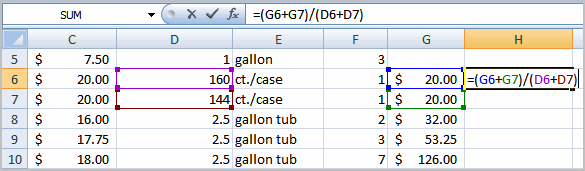 SUM fx =(G6+G7)/(D6+D7)
C D E F G H
5 $ 7.50 1 gallon 3
6 $ 20.00 160 ct./case 1 $ 20.00 =(G6+G7)/(D6+D7)
7 $ 20.00 144 ct./case 1 $ 20.00
8 $ 16.00 2.5 gallon tub 2 $ 32.00
9 $ 17.75 2.5 gallon tub 3 $ 53.25
10 $ 18.00 2.5 gallon tub 7 $ 126.00